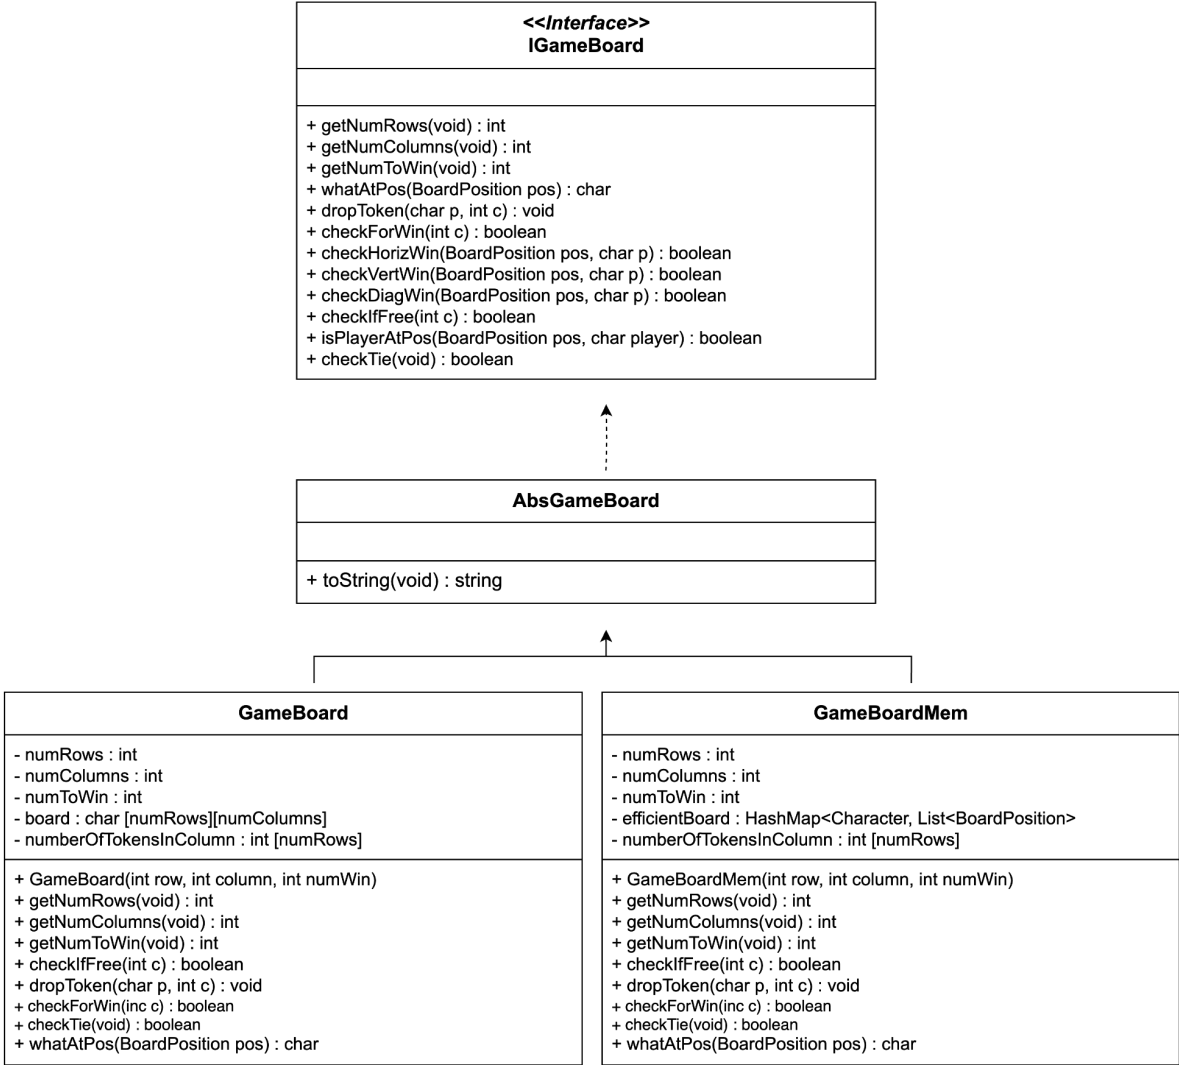 <<Interface>>
IGameBoard
+ getNumRows(void) : int
+ getNumColumns(void) : int
+ getNumToWin(void) : int
+ whatAtPos(BoardPosition pos) : char
+ dropToken(char p, int c) : void
+ checkForWin(int c) : boolean
+ checkHorizWin(BoardPosition pos, char p) : boolean
+ checkVertWin(BoardPosition pos, char p) : boolean
+ checkDiagWin(BoardPosition pos, char p) : boolean
+ checkIfFree(int c) : boolean
+ isPlayerAtPos(BoardPosition pos, char player) : boolean
+ checkTie(void) : boolean
AbsGameBoard
+ toString(void) : string
GameBoard
- numRows : int
- numColumns : int
- numToWin : int
- board : char [numRows][numColumns]
- numberOfTokensInColumn : int [numRows]
+ GameBoard(int row, int column, int numWin)
+ getNumRows(void) : int
+ getNumColumns(void) : int
+ getNumToWin(void) : int
+ checkIfFree(int c) : boolean
+ dropToken(char p, int c) : void
+ checkForWin(inc c) : boolean
+ checkTie(void) : boolean
+ whatAtPos(BoardPosition pos) : char
GameBoardMem
- numRows : int
- numColumns : int
- numToWin : int
- efficientBoard : HashMap<Character, List<BoardPosition>
- numberOfTokensInColumn : int [numRows]
+ GameBoardMem(int row, int column, int numWin)
+ getNumRows(void) : int
+ getNumColumns(void) : int
+ getNumToWin(void) : int
+ checkIfFree(int c) : boolean
+ dropToken(char p, int c) : void
+ checkForWin(inc c) : boolean
+ checkTie(void) : boolean
+ whatAtPos(BoardPosition pos) : char